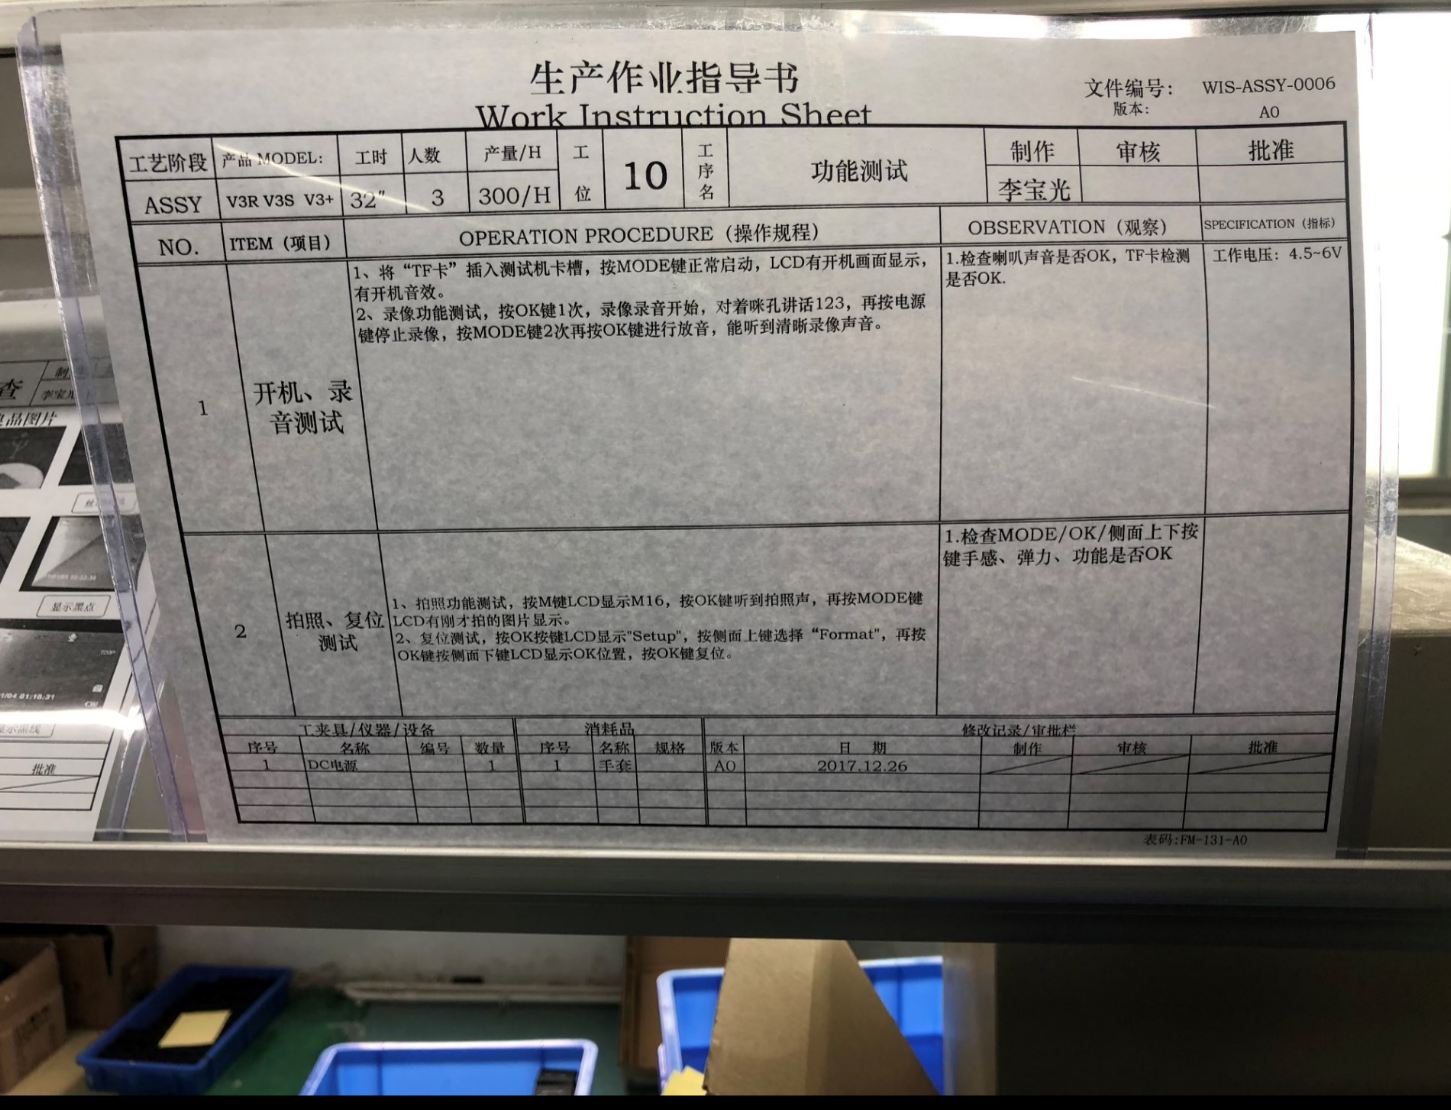 生产作业指导书
Work Instruction Sheet
文件编号: WIS-ASSY-0006
版本: A0
工艺阶段 产品 MODEL: 工时 人数 产量/H 工位 10 工序名 功能测试 制作 审核 批准
ASSY V3R V3S V3+ 32″ 3 300/H 李宝光
NO. ITEM (项目) OPERATION PROCEDURE (操作规程) OBSERVATION (观察) SPECIFICATION (指标)
1
开机、录
音测试
1、将“TF卡”插入测试机卡槽，按MODE键正常启动，LCD有开机画面显示，
有开机音效。
2、录像功能测试，按OK键1次，录像录音开始，对着咪孔讲话123，再按电源
键停止录像，按MODE键2次再按OK键进行放音，能听到清晰录像声音。
1.检查喇叭声音是否OK，TF卡检测
是否OK.
工作电压: 4.5~6V
2
拍照、复位
测试
1、拍照功能测试，按M键LCD显示M16，按OK键听到拍照声，再按MODE键
LCD有刚才拍的图片显示。
2、复位测试，按OK按键LCD显示"Setup"，按侧面上键选择“Format"，再按
OK键按侧面下键LCD显示OK位置，按OK键复位。
1.检查MODE/OK/侧面上下按
键手感、弹力、功能是否OK
工夹具/仪器/设备 消耗品 修改记录/审批栏
序号 名称 编号 数量 序号 名称 规格 版本 日 期 制作 审核 批准
1 DC电源 1 1 手套 A0 2017.12.26
表码:FM-131-A0
查
品图片
显示黑点
批准